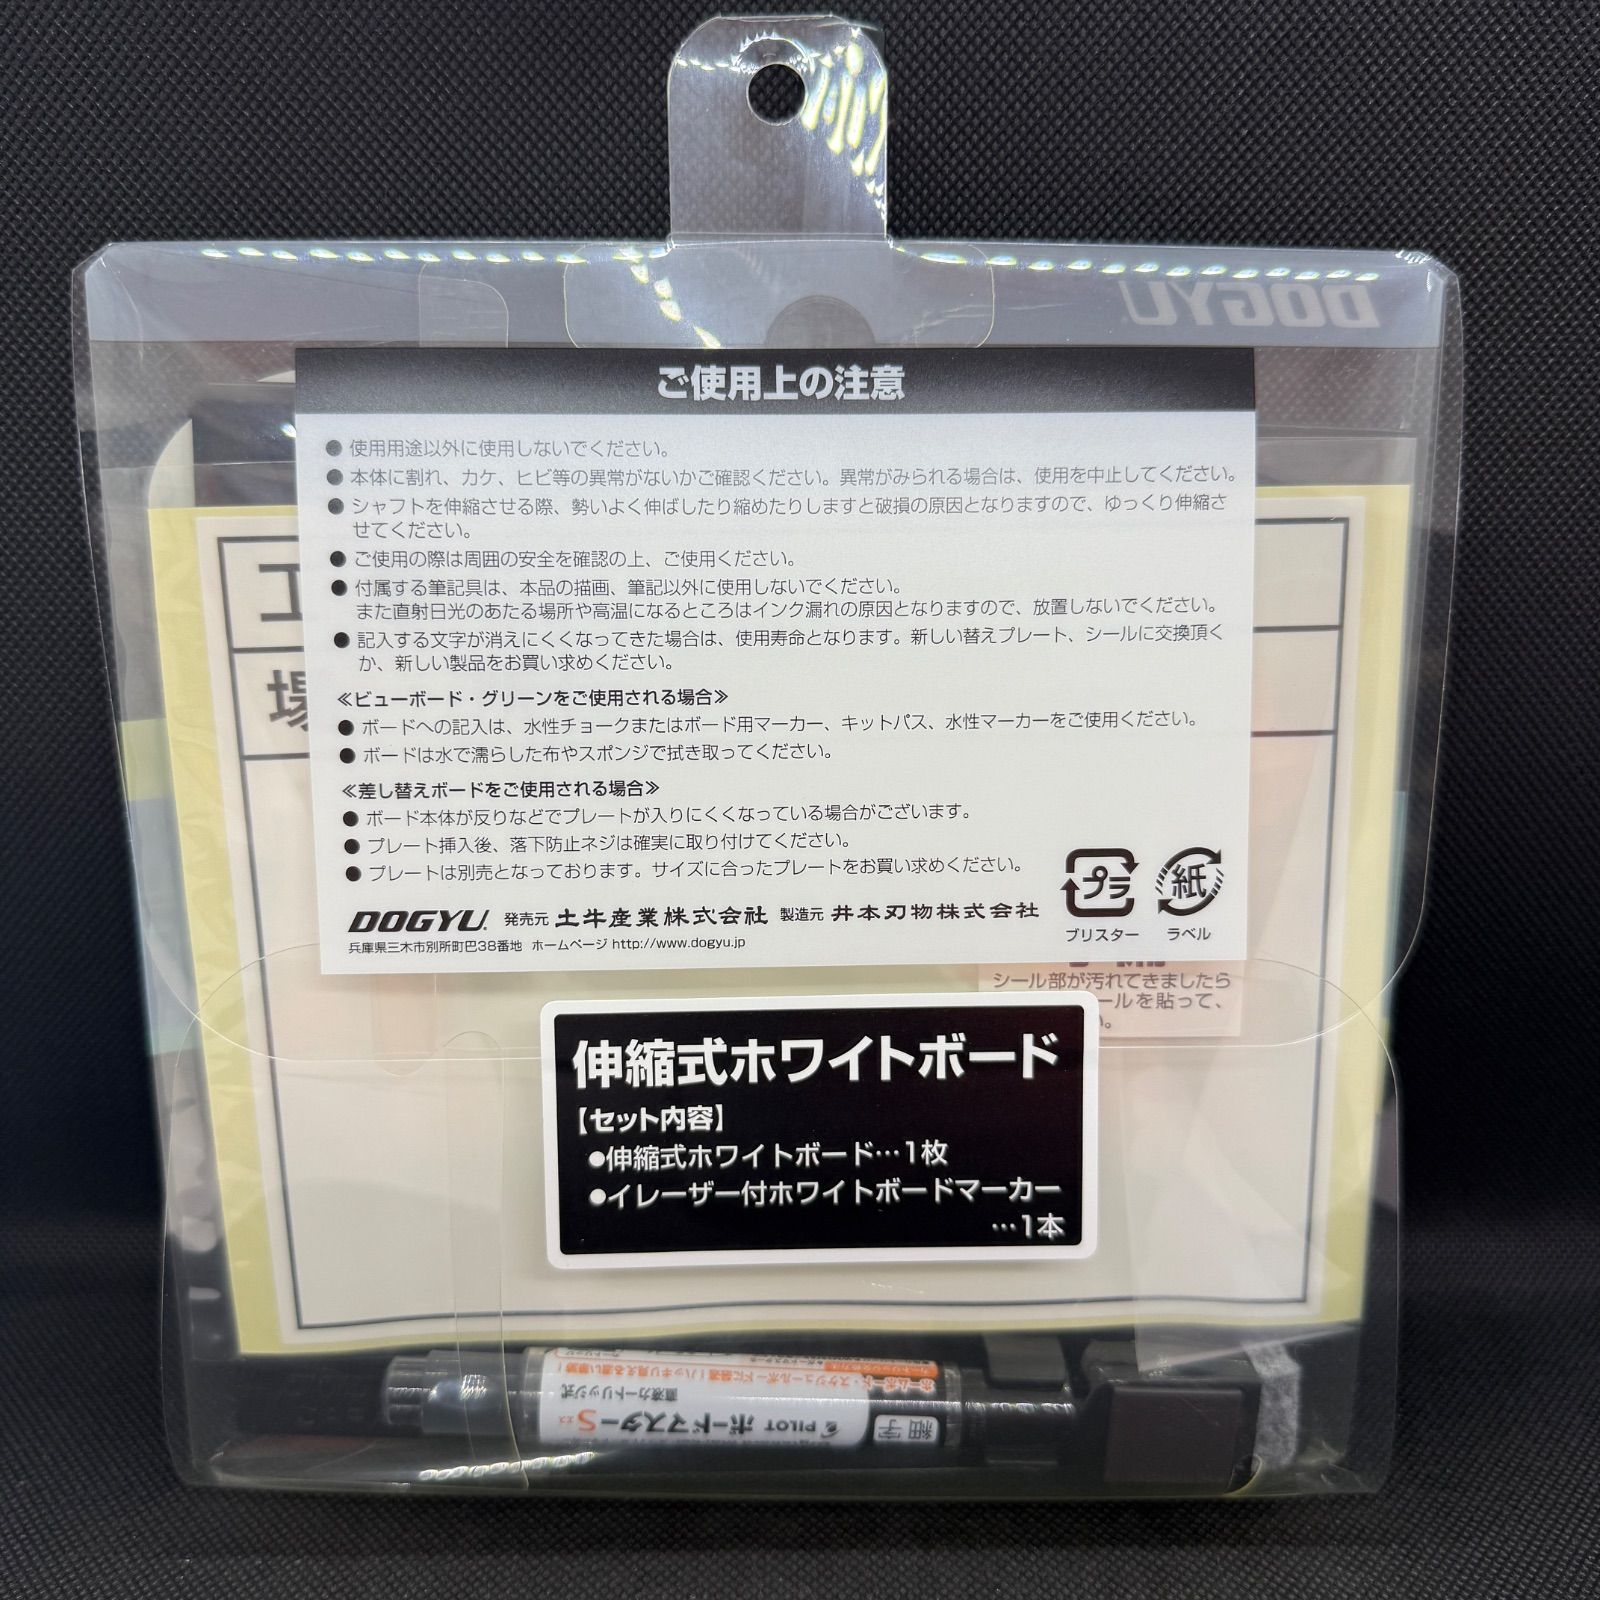 DOGYU
ご使用上の注意
● 使用用途以外に使用しないでください。
● 本体に割れ、カケ、ヒビ等の異常がないかご確認ください。異常がみられる場合は、使用を中止してください。
● シャフトを伸縮させる際、勢いよく伸ばしたり縮めたりしますと破損の原因となりますので、ゆっくり伸縮さ
せてください。
● ご使用の際は周囲の安全を確認の上、ご使用ください。
● 付属する筆記具は、本品の描画、筆記以外に使用しないでください。
また直射日光のあたる場所や高温になるところはインク漏れの原因となりますので、放置しないでください。
● 記入する文字が消えにくくなってきた場合は、使用寿命となります。新しい替えプレート、シールに交換頂く
か、新しい製品をお買い求めください。
≪ビューボード・グリーンをご使用される場合≫
● ボードへの記入は、水性チョークまたはボード用マーカー、キットパス、水性マーカーをご使用ください。
● ボードは水で濡らした布やスポンジで拭き取ってください。
≪差し替えボードをご使用される場合≫
● ボード本体が反りなどでプレートが入りにくくなっている場合がございます。
● プレート挿入後、落下防止ネジは確実に取り付けてください。
● プレートは別売となっております。サイズに合ったプレートをお買い求めください。
DOGYU. 発売元 土牛産業株式会社 製造元 井本刃物株式会社
兵庫県三木市別所町巴38番地 ホームページ http://www.dogyu.jp
プラ
ブリスター
紙
ラベル
工
場
シール部が汚れてきましたら
ールを貼って、
い。
伸縮式ホワイトボード
【セット内容】
●伸縮式ホワイトボード…1枚
●イレーザー付ホワイトボードマーカー
…1本
細字
PILOT ボードマスターS エス
直液カートリッジ式